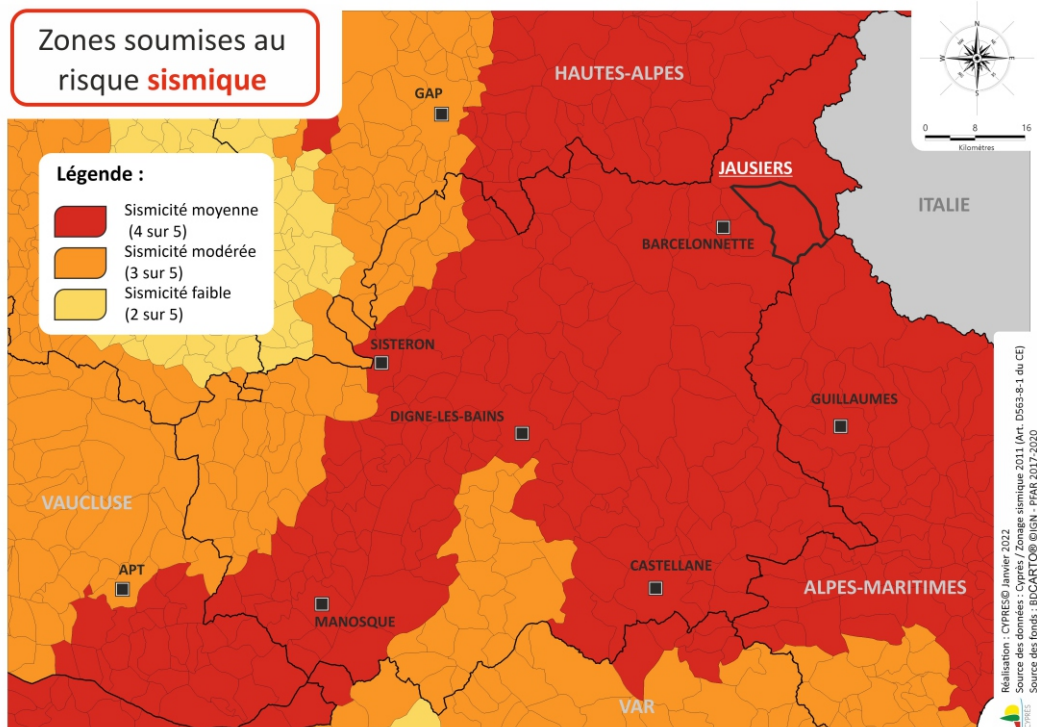 Zones soumises au
risque sismique
Légende :
Sismicité moyenne
(4 sur 5)
Sismicité modérée
(3 sur 5)
Sismicité faible
(2 sur 5)
HAUTES-ALPES
GAP
0 8 16
Kilomètres
JAUSIERS
ITALIE
BARCELONNETTE
SISTERON
GUILLAUMES
DIGNE-LES-BAINS
VAUCLUSE
CASTELLANE
APT
ALPES-MARITIMES
MANOSQUE
VAR
Réalisation : CYPRES© Janvier 2022
Source des données : Cyprès / Zonage sismique 2011 (Art. D563-8-1 du CE)
Source des fonds : BDCARTO® ©IGN - PFAR 2017-2020
CYPRES